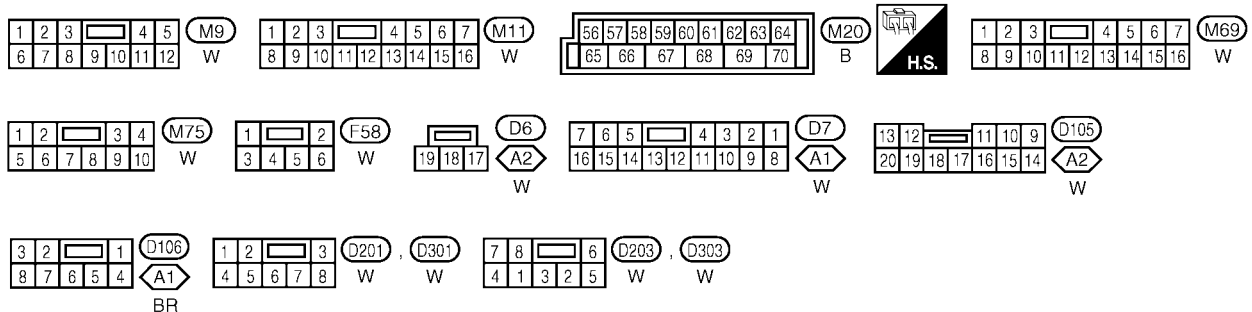 1 2 3 4 5 M9
6 7 8 9 10 11 12 W
1 2 3 4 5 6 7 M11
8 9 10 11 12 13 14 15 16 W
56 57 58 59 60 61 62 63 64 M20
65 66 67 68 69 70 B
H.S.
1 2 3 4 5 6 7 M69
8 9 10 11 12 13 14 15 16 W
1 2 3 4 M75
5 6 7 8 9 10 W
1 2 F58
3 4 5 6 W
D6
19 18 17 A2
W
7 6 5 4 3 2 1 D7
16 15 14 13 12 11 10 9 8 A1
W
13 12 11 10 9 D105
20 19 18 17 16 15 14 A2
W
3 2 1 D106
8 7 6 5 4 A1
BR
1 2 3 D201 , D301
4 5 6 7 8 W W
7 8 6 D203 , D303
4 1 3 2 5 W W